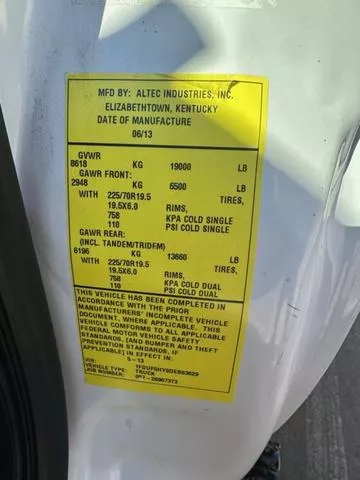 MFD BY: ALTEC INDUSTRIES, INC.
ELIZABETHTOWN, KENTUCKY
DATE OF MANUFACTURE
06/13
GVWR
8618 KG 19000 LB
GAWR FRONT:
2948 KG 6500 LB
WITH 225/70R19.5 TIRES,
19.5X6.0 RIMS,
758 KPA COLD SINGLE
110 PSI COLD SINGLE
GAWR REAR:
(INCL. TANDEM/TRIDEM)
6196 KG 13660 LB
WITH 225/70R19.5 TIRES,
19.5X6.0 RIMS,
758 KPA COLD DUAL
110 PSI COLD DUAL
THIS VEHICLE HAS BEEN COMPLETED IN
ACCORDANCE WITH THE PRIOR
MANUFACTURERS' INCOMPLETE VEHICLE
DOCUMENT, WHERE APPLICABLE. THIS
VEHICLE CONFORMS TO ALL APPLICABLE
FEDERAL MOTOR VEHICLE SAFETY
STANDARDS, [AND BUMPER AND THEFT
STANDARDS, IF
APPLICABLE] IN EFFECT IN:
5-13
VIN:
VEHICLE TYPE: TRUCK
JOB NUMBER: